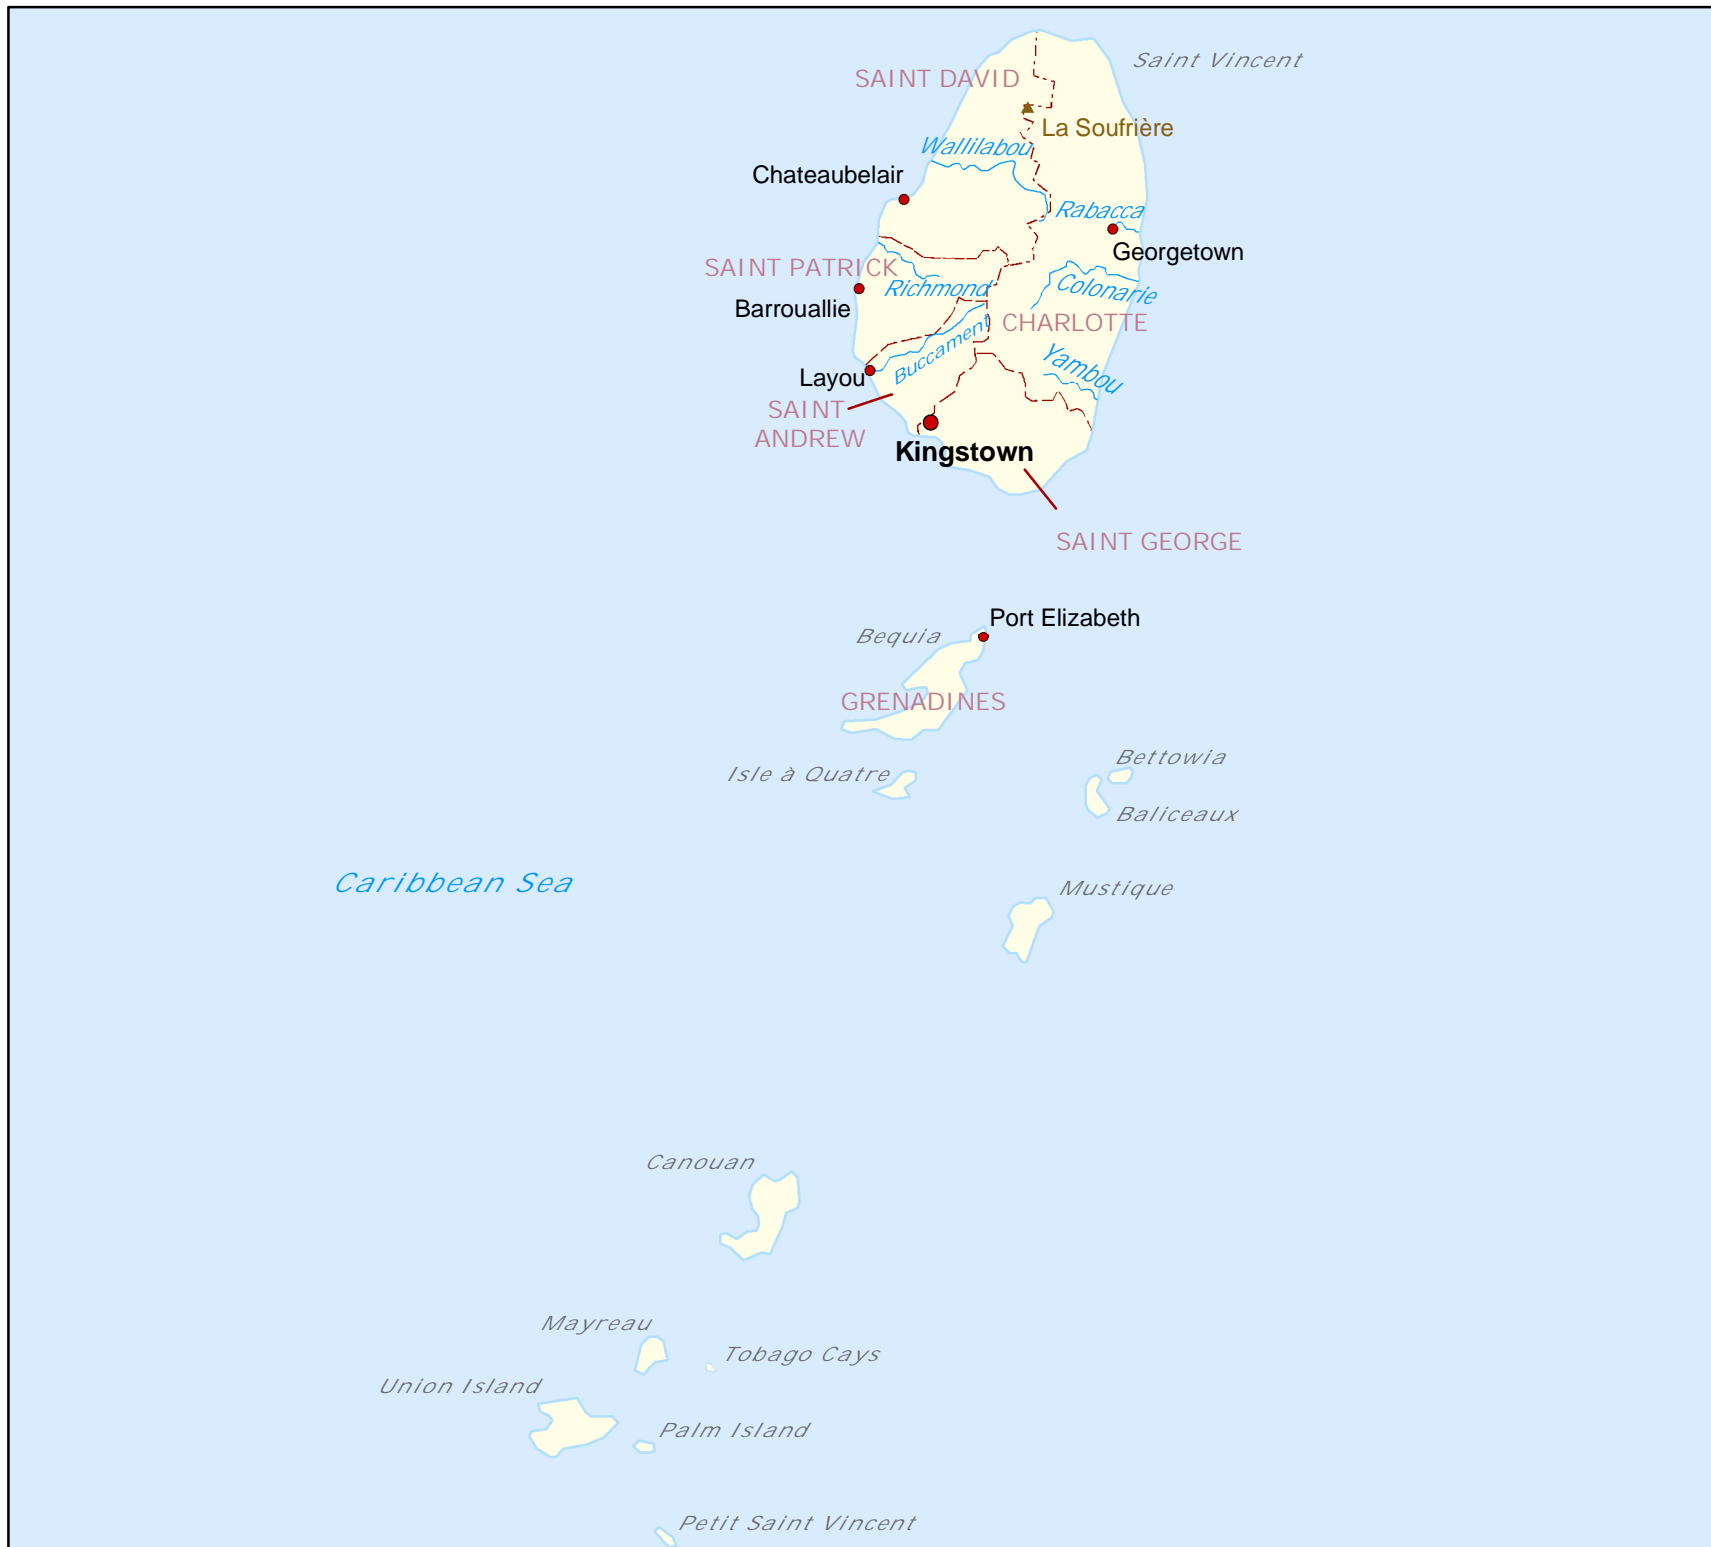 Saint Vincent
SAINT DAVID
La Soufrière
Wallilabou
Chateaubelair
Rabacca
Georgetown
SAINT PATRICK
Richmond
Colonarie
Barrouallie
CHARLOTTE
Buccament
Yambou
Layou
SAINT
ANDREW
Kingstown
SAINT GEORGE
Port Elizabeth
Bequia
GRENADINES
Bettowia
Isle à Quatre
Baliceaux
Caribbean Sea
Mustique
Canouan
Mayreau
Tobago Cays
Union Island
Palm Island
Petit Saint Vincent